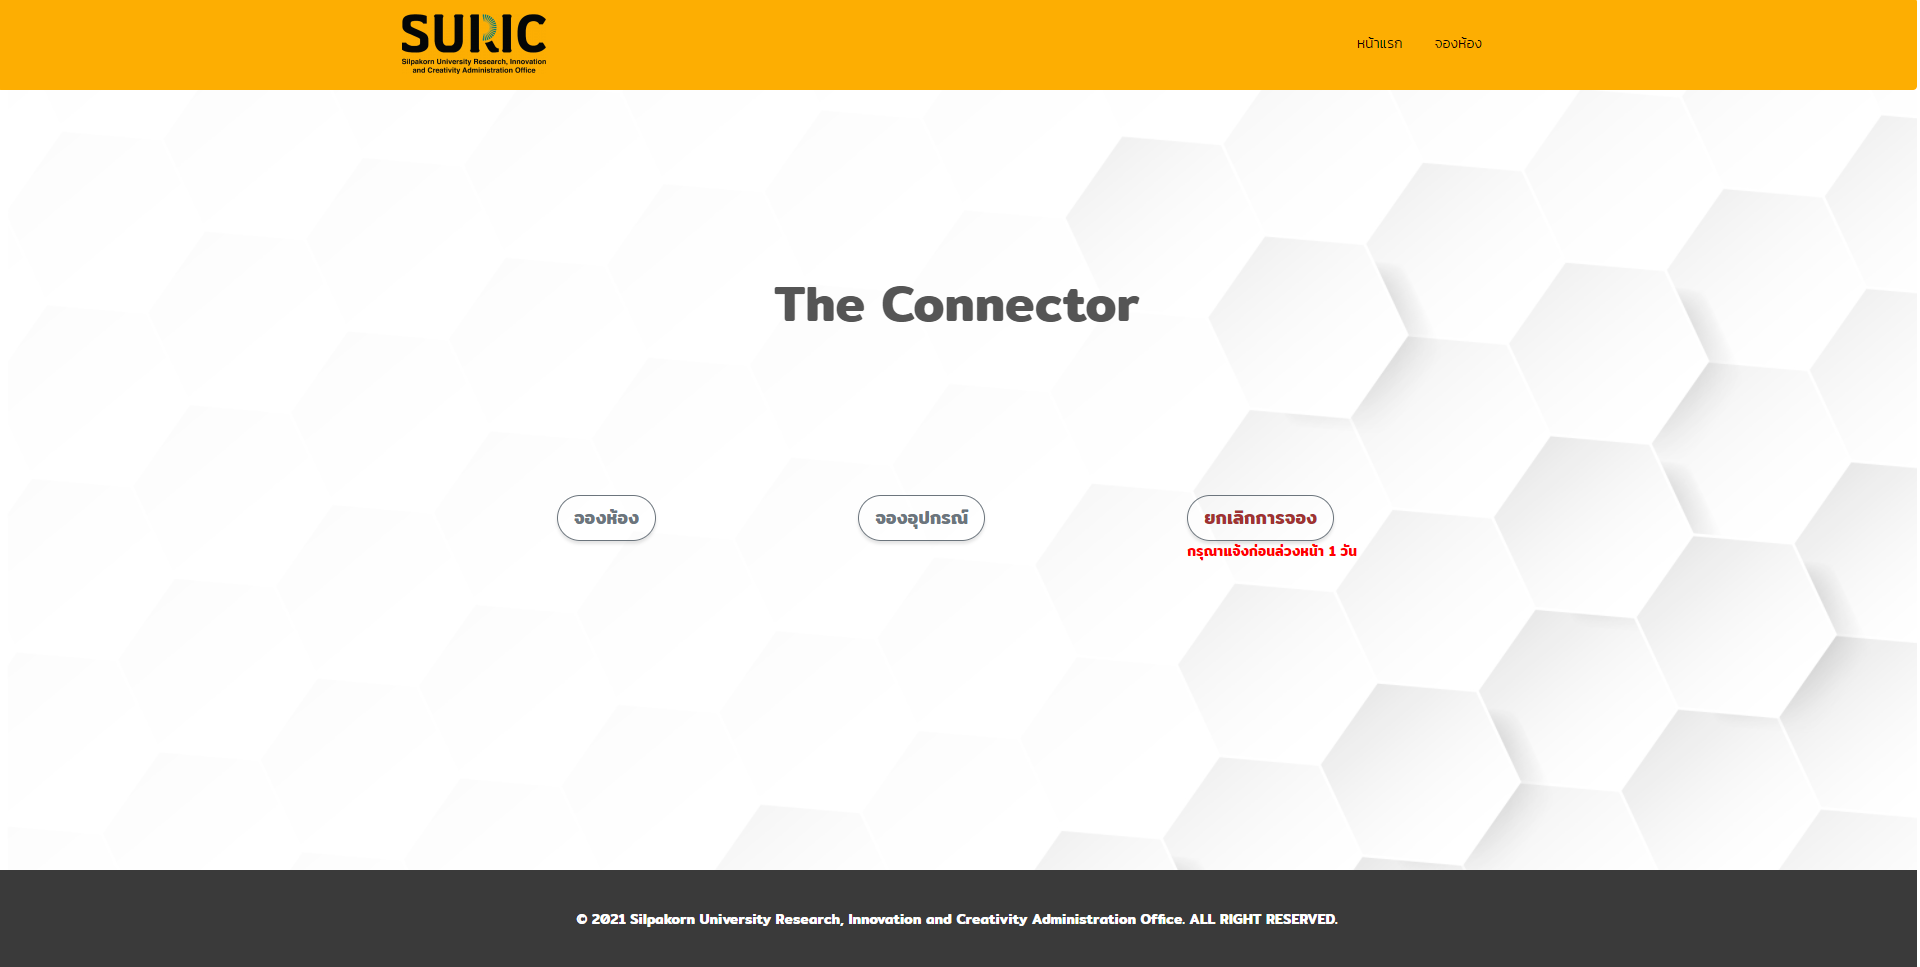 SURIC
Silpakorn University Research, Innovation
and Creativity Administration Office
หน้าแรก จองห้อง
The Connector
จองห้อง จองอุปกรณ์ ยกเลิกการจอง
กรุณาแจ้งก่อนล่วงหน้า 1 วัน
© 2021 Silpakorn University Research, Innovation and Creativity Administration Office. ALL RIGHT RESERVED.